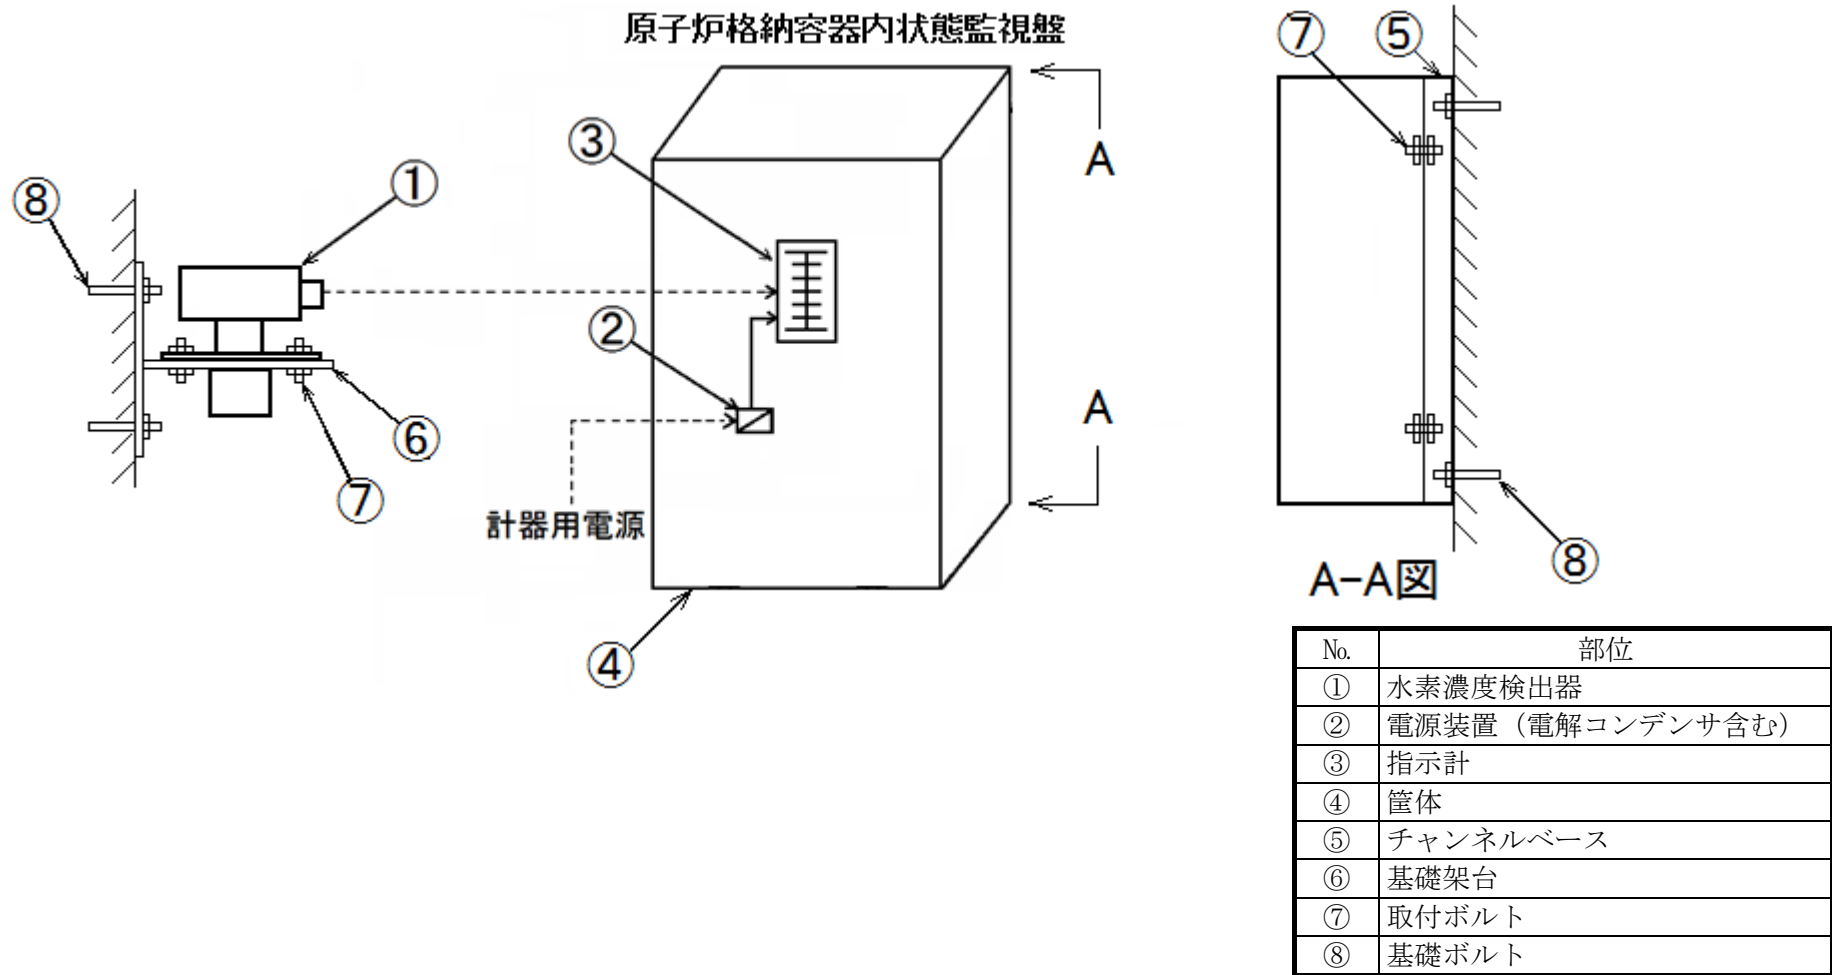 原子炉格納容器内状態監視盤
⑦ ⑤
A
③
①
⑧
②
A
⑥
⑦
計器用電源
⑧
A-A図
④
№ 部位
① 水素濃度検出器
② 電源装置（電解コンデンサ含む）
③ 指示計
④ 筐体
⑤ チャンネルベース
⑥ 基礎架台
⑦ 取付ボルト
⑧ 基礎ボルト